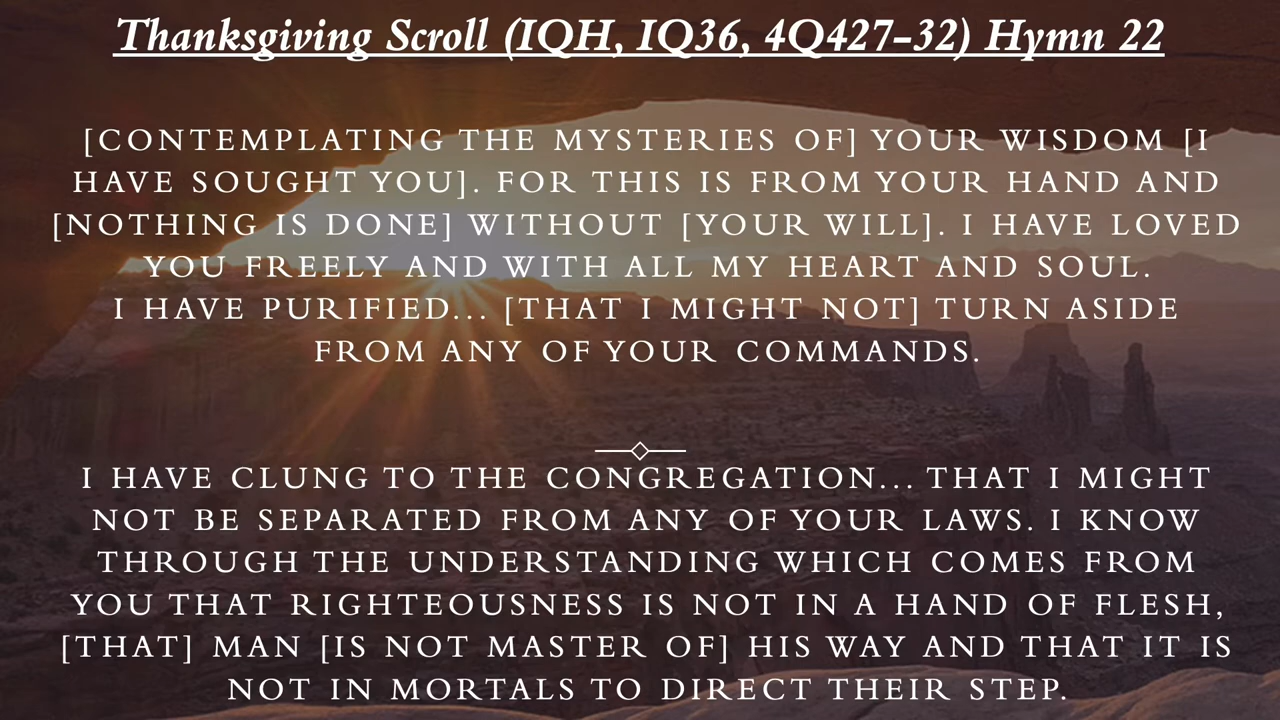 Thanksgiving Scroll (IQH, IQ36, 4Q427-32) Hymn 22
[CONTEMPLATING THE MYSTERIES OF] YOUR WISDOM [I
HAVE SOUGHT YOU]. FOR THIS IS FROM YOUR HAND AND
[NOTHING IS DONE] WITHOUT [YOUR WILL]. I HAVE LOVED
YOU FREELY AND WITH ALL MY HEART AND SOUL.
I HAVE PURIFIED... [THAT I MIGHT NOT] TURN ASIDE
FROM ANY OF YOUR COMMANDS.
I HAVE CLUNG TO THE CONGREGATION... THAT I MIGHT
NOT BE SEPARATED FROM ANY OF YOUR LAWS. I KNOW
THROUGH THE UNDERSTANDING WHICH COMES FROM
YOU THAT RIGHTEOUSNESS IS NOT IN A HAND OF FLESH,
[THAT] MAN [IS NOT MASTER OF] HIS WAY AND THAT IT IS
NOT IN MORTALS TO DIRECT THEIR STEP.